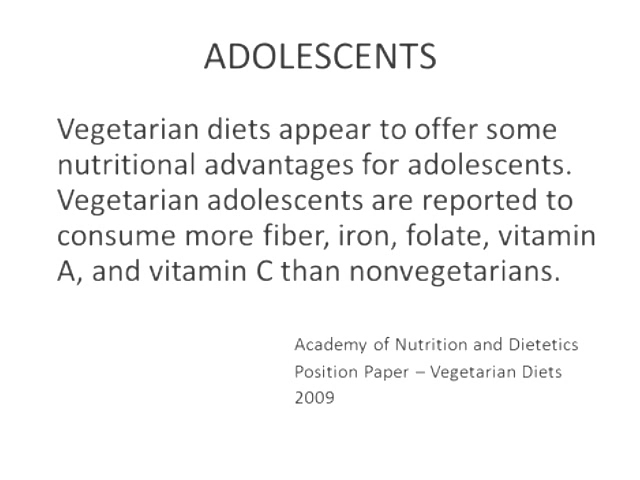 ADOLESCENTS
Vegetarian diets appear to offer some
nutritional advantages for adolescents.
Vegetarian adolescents are reported to
consume more fiber, iron, folate, vitamin
A, and vitamin C than nonvegetarians.
Academy of Nutrition and Dietetics
Position Paper – Vegetarian Diets
2009